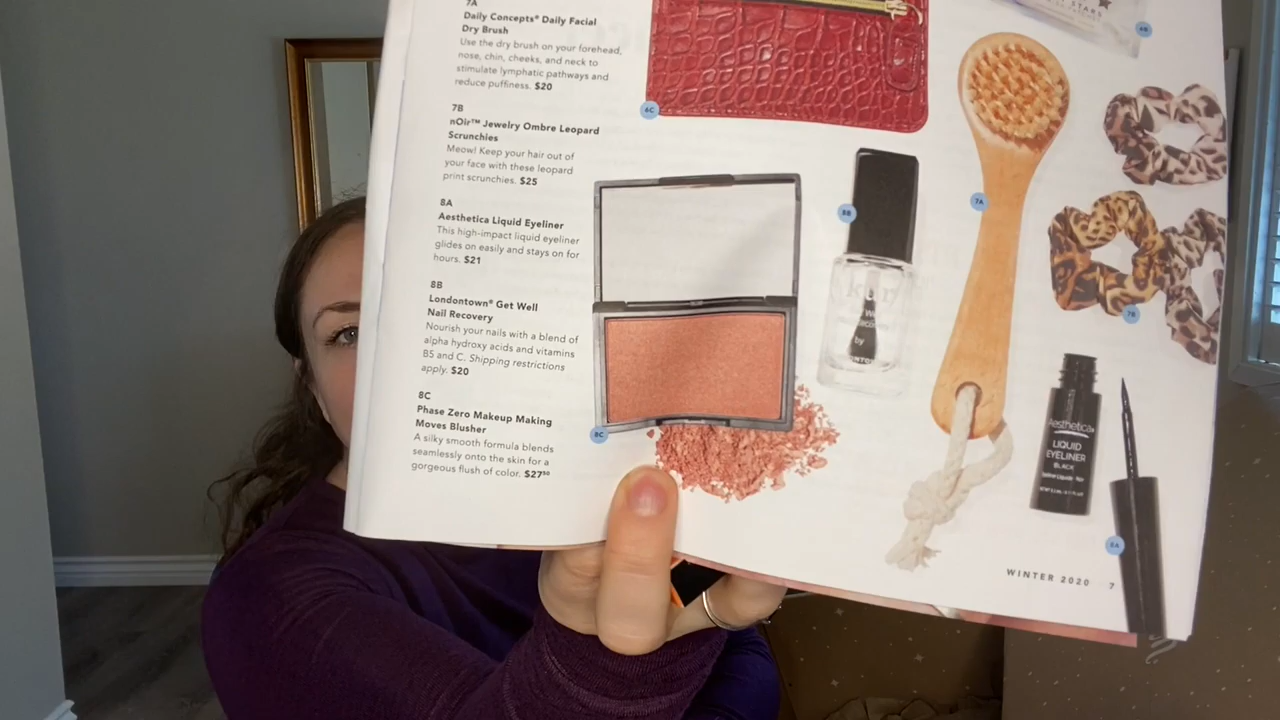 7A
Daily Concepts® Daily Facial
Dry Brush
Use the dry brush on your forehead,
nose, chin, cheeks, and neck to
stimulate lymphatic pathways and
reduce puffiness. $20
7B
nOir™ Jewelry Ombre Leopard
Scrunchies
Meow! Keep your hair out of
your face with these leopard
print scrunchies. $25
8A
Aesthetica Liquid Eyeliner
This high-impact liquid eyeliner
glides on easily and stays on for
hours. $21
8B
Londontown® Get Well
Nail Recovery
Nourish your nails with a blend of
alpha hydroxy acids and vitamins
B5 and C. Shipping restrictions
apply. $20
8C
Phase Zero Makeup Making
Moves Blusher
A silky smooth formula blends
seamlessly onto the skin for a
gorgeous flush of color. $27⁵⁰
STARS
6B
6C
7A
8B
kur
by
7B
8C
Aesthetica
LIQUID
EYELINER
BLACK
8A
WINTER 2020 7